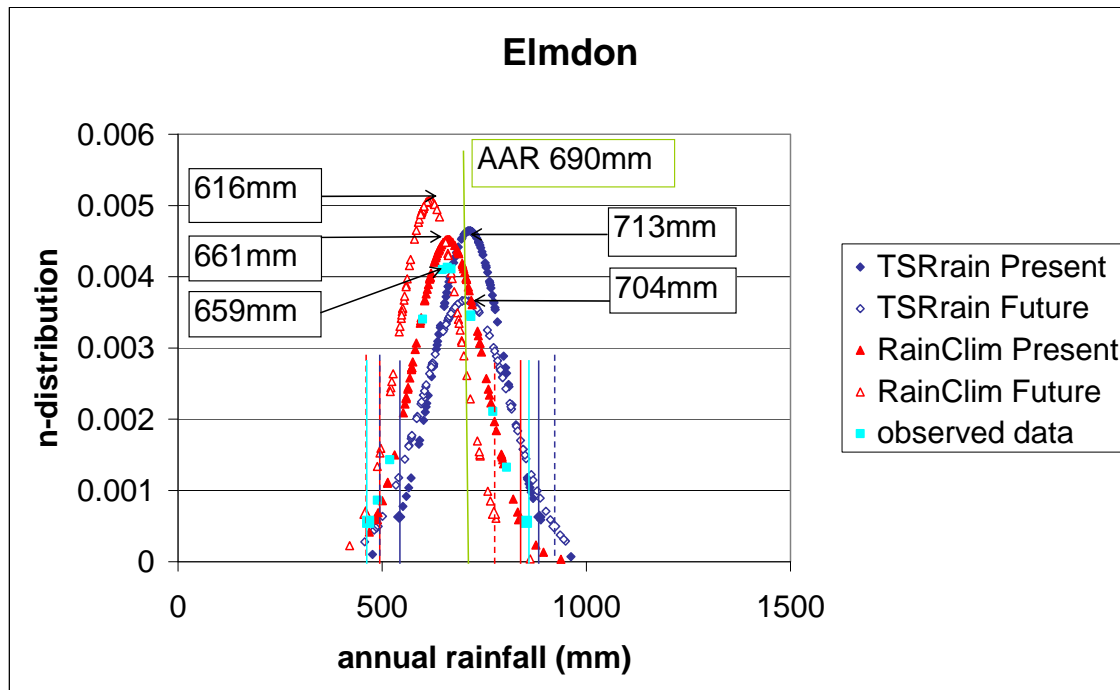 Elmdon
n-distribution
0.006
0.005
0.004
0.003
0.002
0.001
0
616mm
661mm
659mm
AAR 690mm
713mm
704mm
0
500
1000
1500
annual rainfall (mm)
TSRrain Present
TSRrain Future
RainClim Present
RainClim Future
observed data